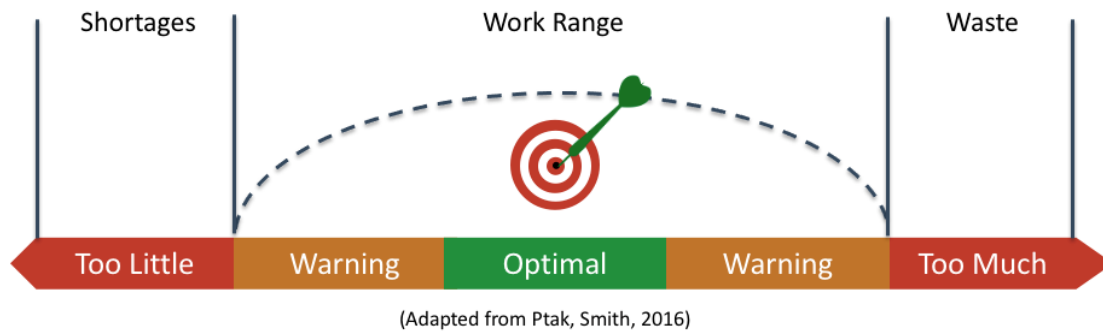 Shortages Work Range Waste
Too Little Warning Optimal Warning Too Much
(Adapted from Ptak, Smith, 2016)